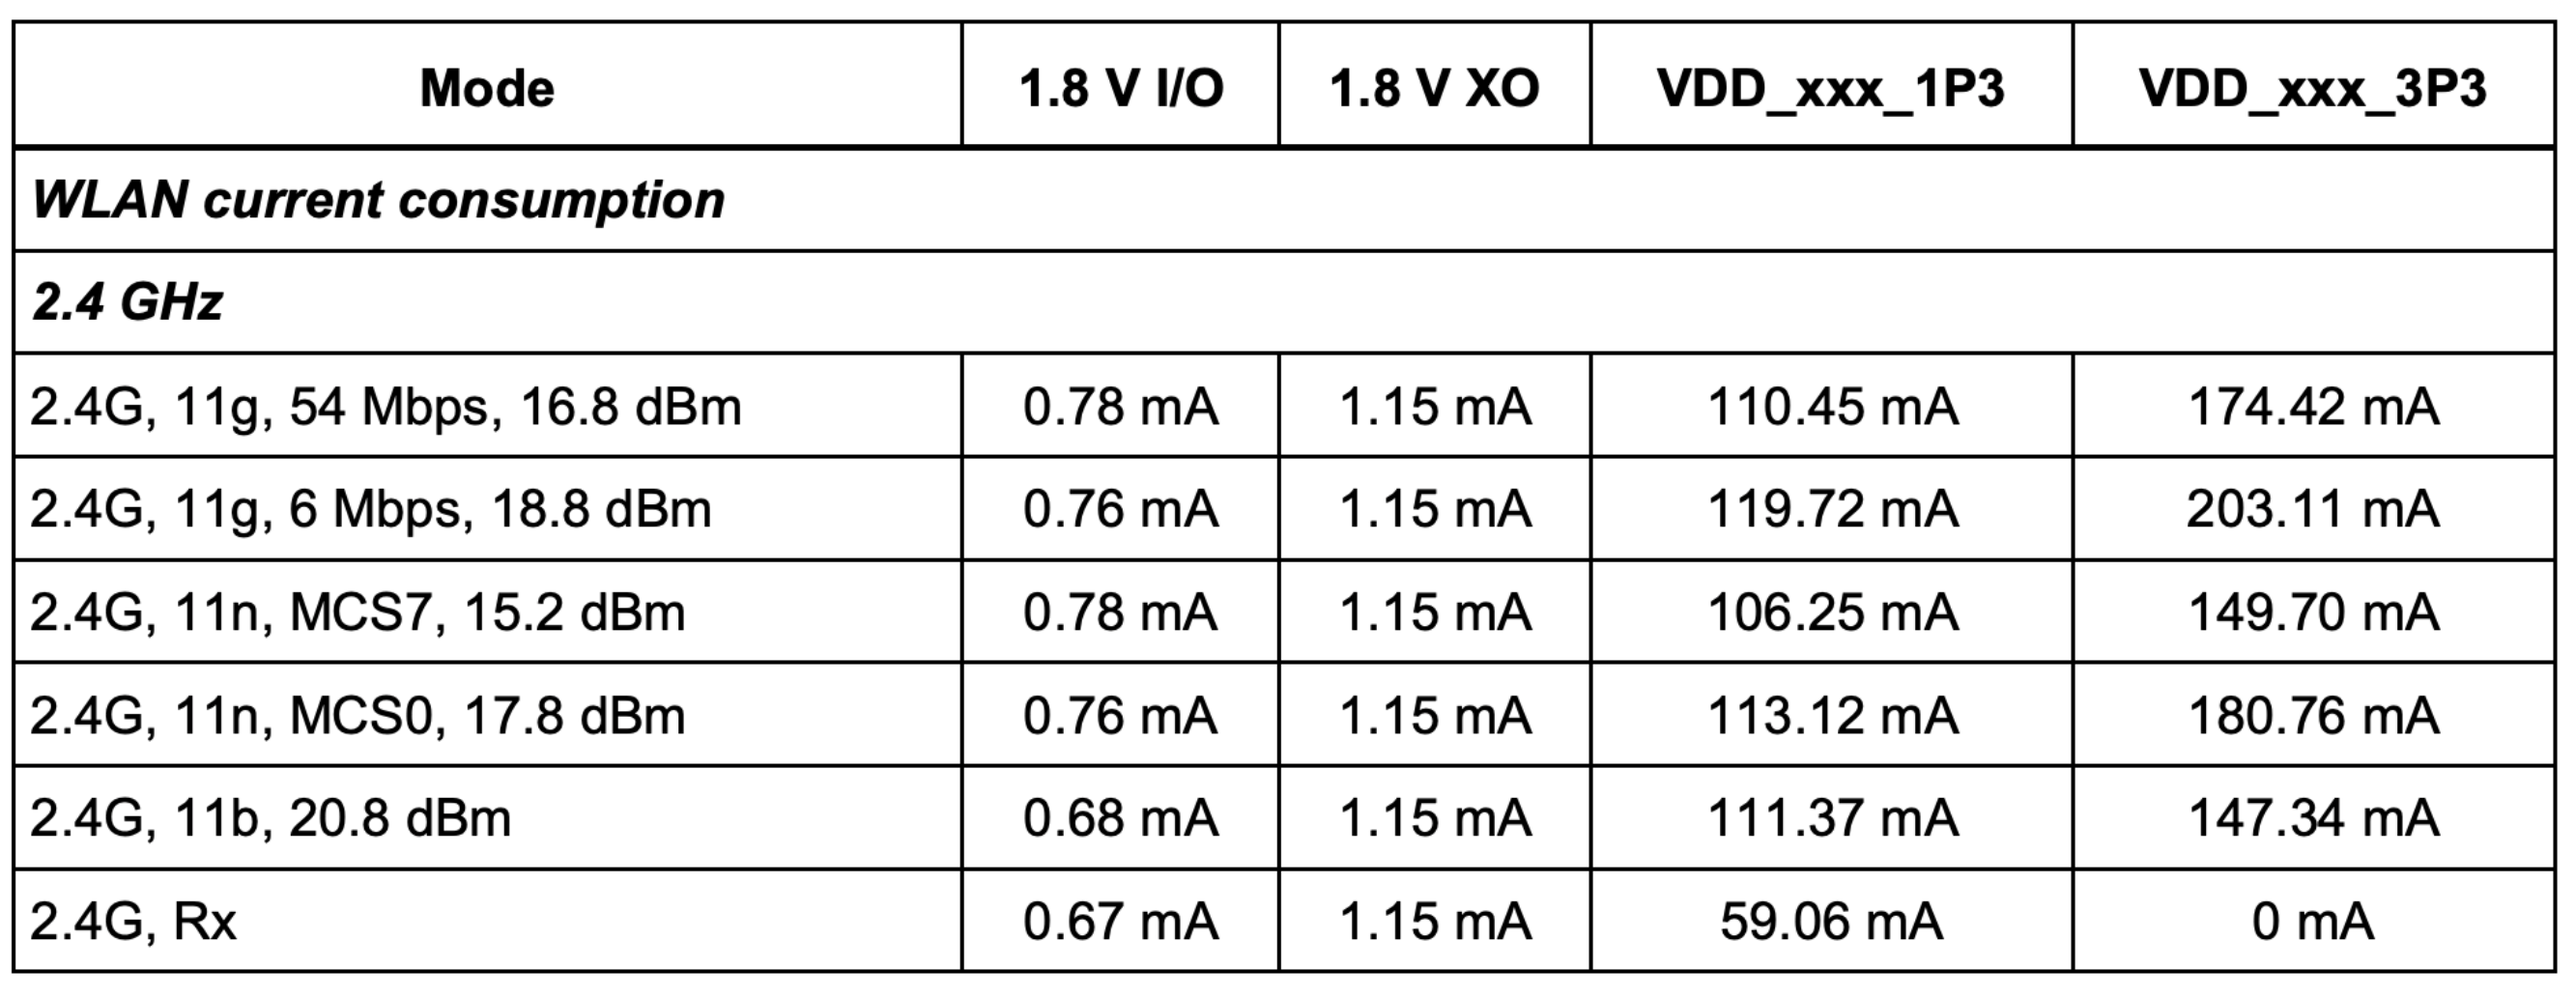 Mode 1.8 V I/O 1.8 V XO VDD_xxx_1P3 VDD_xxx_3P3
WLAN current consumption
2.4 GHz
2.4G, 11g, 54 Mbps, 16.8 dBm 0.78 mA 1.15 mA 110.45 mA 174.42 mA
2.4G, 11g, 6 Mbps, 18.8 dBm 0.76 mA 1.15 mA 119.72 mA 203.11 mA
2.4G, 11n, MCS7, 15.2 dBm 0.78 mA 1.15 mA 106.25 mA 149.70 mA
2.4G, 11n, MCS0, 17.8 dBm 0.76 mA 1.15 mA 113.12 mA 180.76 mA
2.4G, 11b, 20.8 dBm 0.68 mA 1.15 mA 111.37 mA 147.34 mA
2.4G, Rx 0.67 mA 1.15 mA 59.06 mA 0 mA